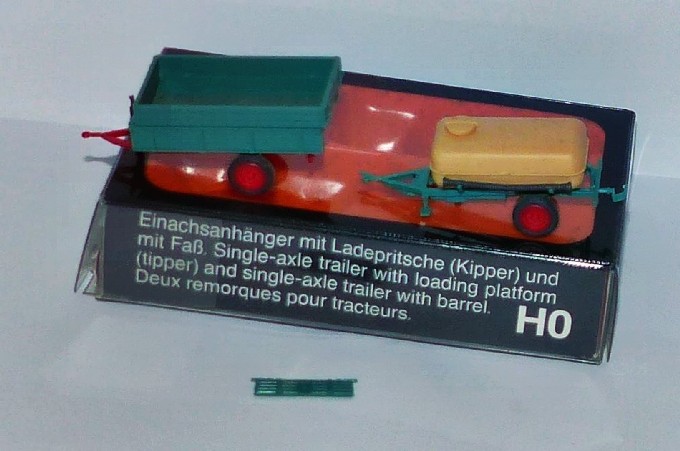 Einachsanhänger mit Ladepritsche (Kipper) und
mit Faß. Single-axle trailer with loading platform
(tipper) and single-axle trailer with barrel.
Deux remorques pour tracteurs.
H0